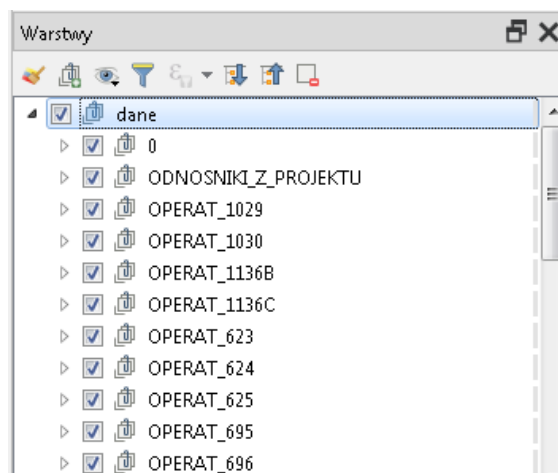 Warstwy
dane
0
ODNOSNIKI_Z_PROJEKTU
OPERAT_1029
OPERAT_1030
OPERAT_1136B
OPERAT_1136C
OPERAT_623
OPERAT_624
OPERAT_625
OPERAT_695
OPERAT_696